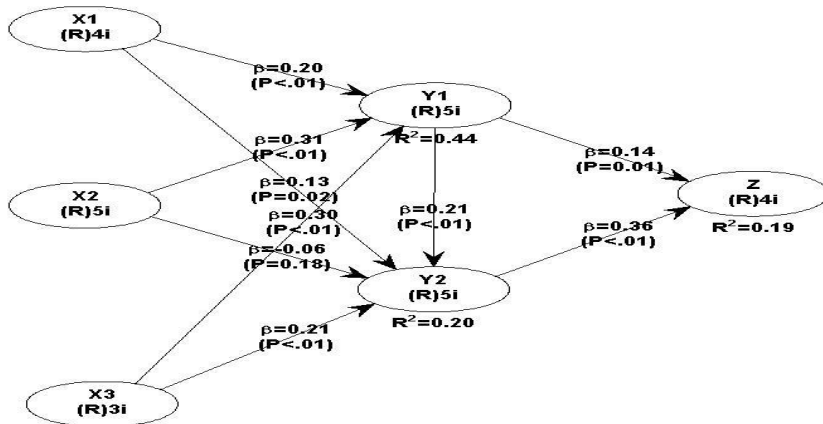 X1
(R)4i
β=0.20
(P<.01)
Y1
(R)5i
R²=0.44
β=0.31
(P<.01)
β=0.14
(P=0.01)
X2
(R)5i
β=0.13
(P=0.02)
Z
(R)4i
R²=0.19
β=0.30
(P<.01)
β=0.21
(P<.01)
β=0.36
(P<.01)
β=-0.06
(P=0.18)
Y2
(R)5i
R²=0.20
β=0.21
(P<.01)
X3
(R)3i